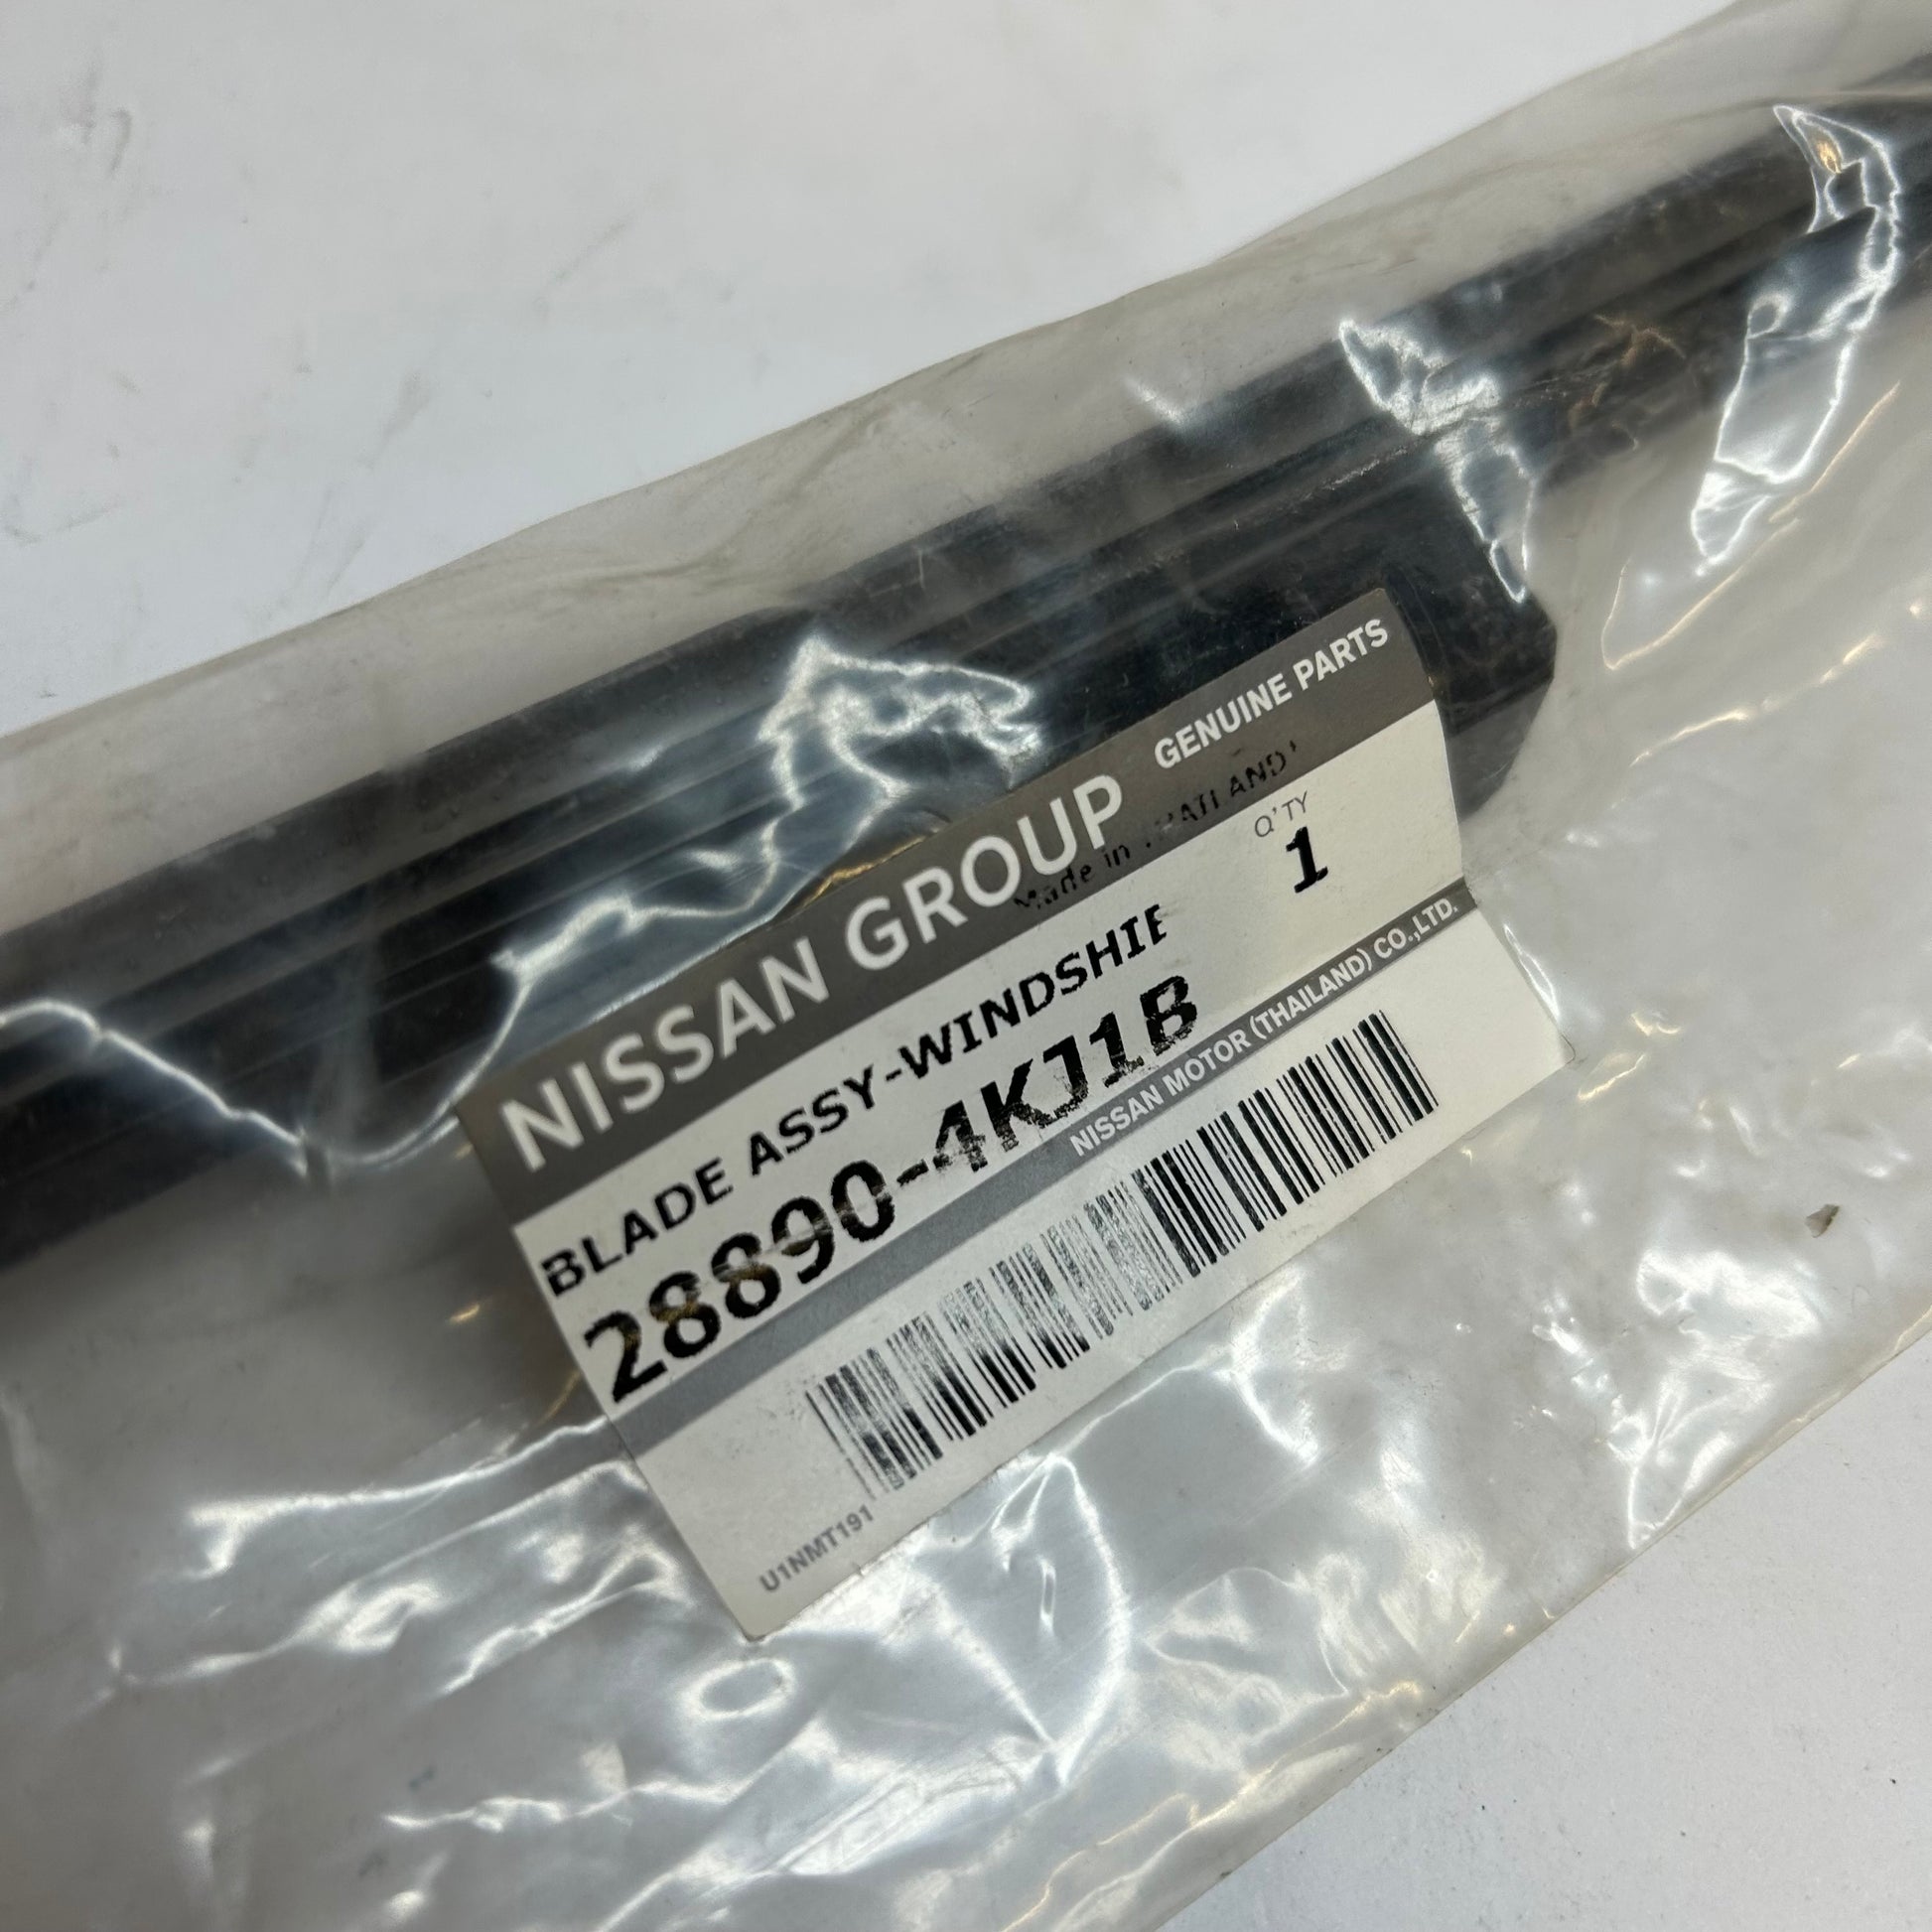 NISSAN GROUP GENUINE PARTS
Made in THAILAND
BLADE ASSY-WINDSHIE
Q'TY
28890-4KJ1B
1
NISSAN MOTOR (THAILAND) CO.,LTD.
U1NMT191